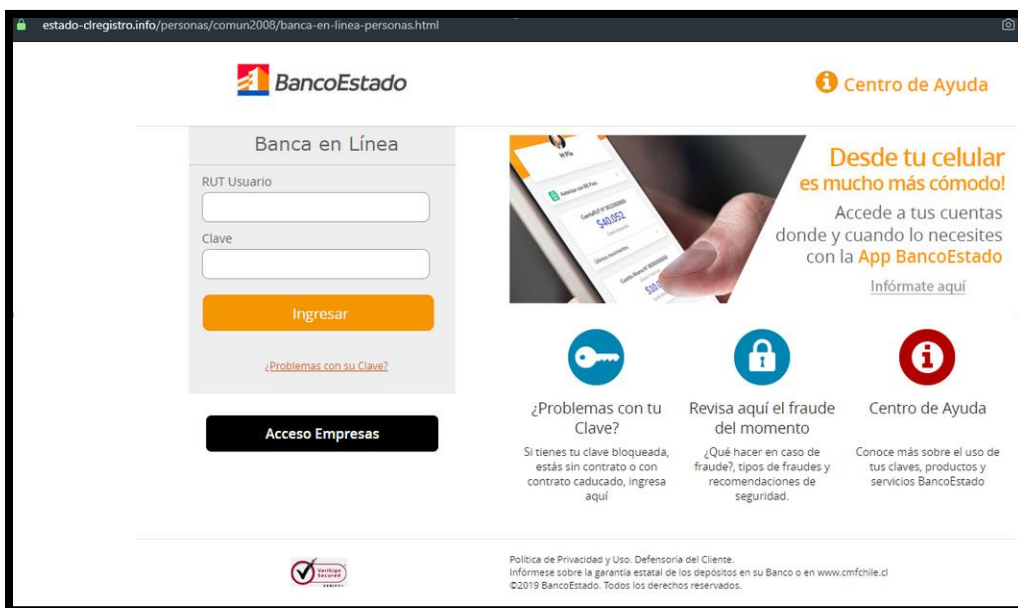 estado-clregistro.info/personas/comun2008/banca-en-linea-personas.html
BancoEstado
Centro de Ayuda
Banca en Línea
RUT Usuario
Clave
Ingresar
¿Problemas con su Clave?
Acceso Empresas
M Pia
$40.052
Desde tu celular
es mucho más cómodo!
Accede a tus cuentas
donde y cuando lo necesites
con la App BancoEstado
Infórmate aquí
¿Problemas con tu
Clave?
Si tienes tu clave bloqueada,
estás sin contrato o con
contrato caducado, ingresa
aquí
Revisa aquí el fraude
del momento
¿Qué hacer en caso de
fraude?, tipos de fraudes y
recomendaciones de
seguridad.
Centro de Ayuda
Conoce más sobre el uso de
tus claves, productos y
servicios BancoEstado
VeriSign
Secured
Política de Privacidad y Uso. Defensoría del Cliente.
Infórmese sobre la garantía estatal de los depósitos en su Banco o en www.cmfchile.cl
©2019 BancoEstado. Todos los derechos reservados.